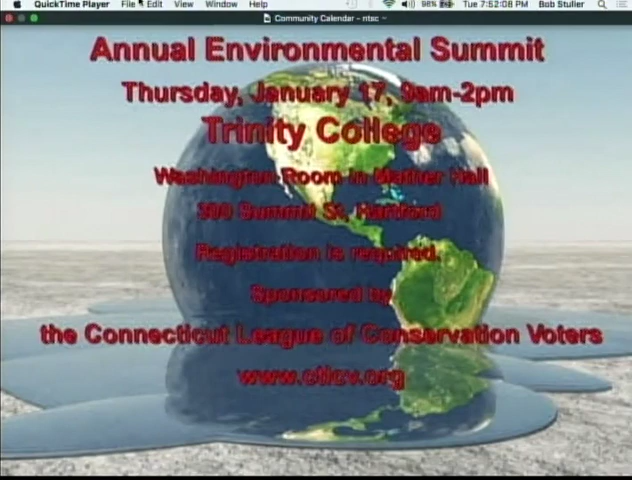 QuickTime Player File Edit View Window Help 98% Tue 7:52:08 PM Bob Stuller
Community Calendar - ntsc
Annual Environmental Summit
Thursday, January 17, 9am-2pm
Trinity College
Washington Room in Mather Hall
300 Summit St, Hartford
Registration is required.
Sponsored by
the Connecticut League of Conservation Voters
www.ctlcv.org